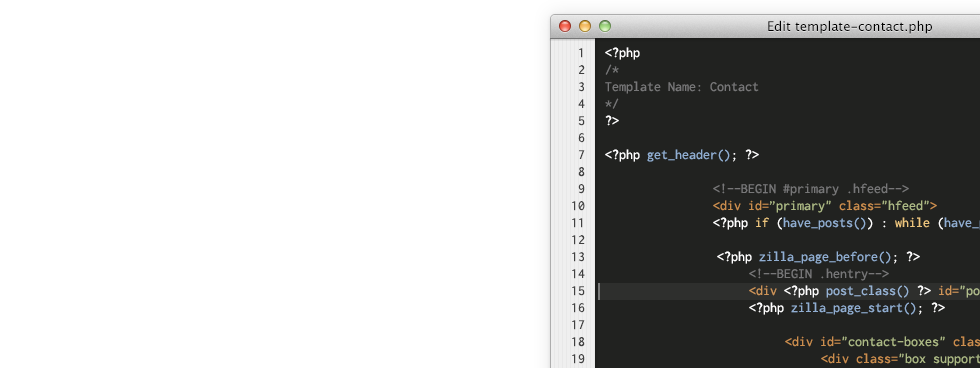 Edit template-contact.php
1 <?php
2 /*
3 Template Name: Contact
4 */
5 ?>
6
7 <?php get_header(); ?>
8
9 <!--BEGIN #primary .hfeed-->
10 <div id="primary" class="hfeed">
11 <?php if (have_posts()) : while (have_
12
13 <?php zilla_page_before(); ?>
14 <!--BEGIN .hentry-->
15 <div <?php post_class() ?> id="po
16 <?php zilla_page_start(); ?>
17
18 <div id="contact-boxes" clas
19 <div class="box support